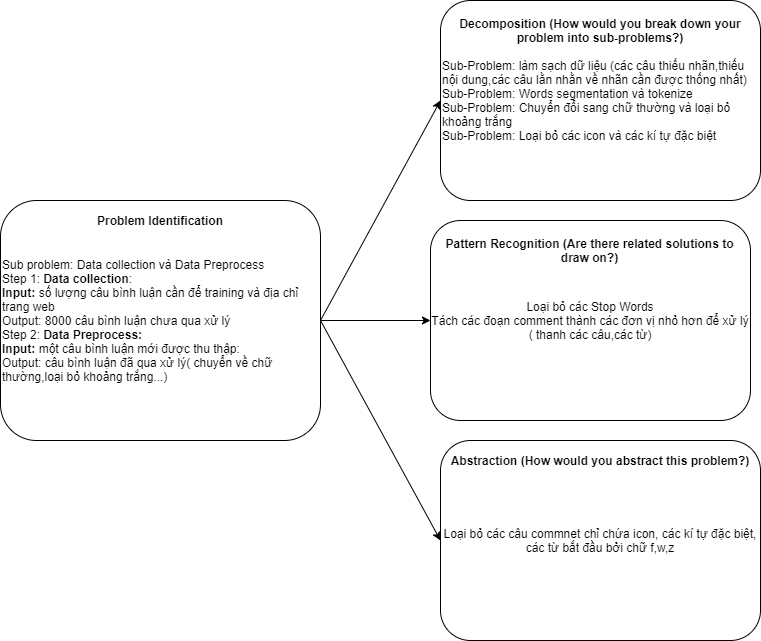 Problem Identification
Sub problem: Data collection và Data Preprocess
Step 1: Data collection:
Input: số lượng câu bình luận cần để training và địa chỉ
trang web
Output: 8000 câu bình luận chưa qua xử lý
Step 2: Data Preprocess:
Input: một câu bình luận mới được thu thập:
Output: câu bình luận đã qua xử lý( chuyển về chữ
thường,loại bỏ khoảng trắng...)
Decomposition (How would you break down your
problem into sub-problems?)
Sub-Problem: làm sạch dữ liệu (các câu thiếu nhãn,thiếu
nội dung,các câu lằn nhằn về nhãn cần được thống nhất)
Sub-Problem: Words segmentation và tokenize
Sub-Problem: Chuyển đổi sang chữ thường và loại bỏ
khoảng trắng
Sub-Problem: Loại bỏ các icon và các kí tự đặc biệt
Pattern Recognition (Are there related solutions to
draw on?)
Loại bỏ các Stop Words
Tách các đoạn comment thành các đơn vị nhỏ hơn để xử lý
( thanh các câu,các từ)
Abstraction (How would you abstract this problem?)
Loại bỏ các câu commnet chỉ chứa icon, các kí tự đặc biệt,
các từ bắt đầu bởi chữ f,w,z